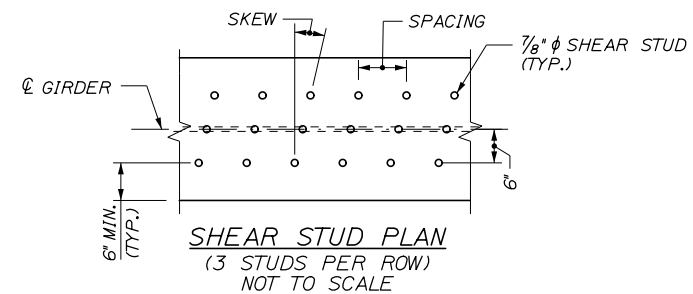 SKEW
SPACING
7/8" ϕ SHEAR STUD
(TYP.)
℄ GIRDER
6"
6" MIN.
(TYP.)
SHEAR STUD PLAN
(3 STUDS PER ROW)
NOT TO SCALE